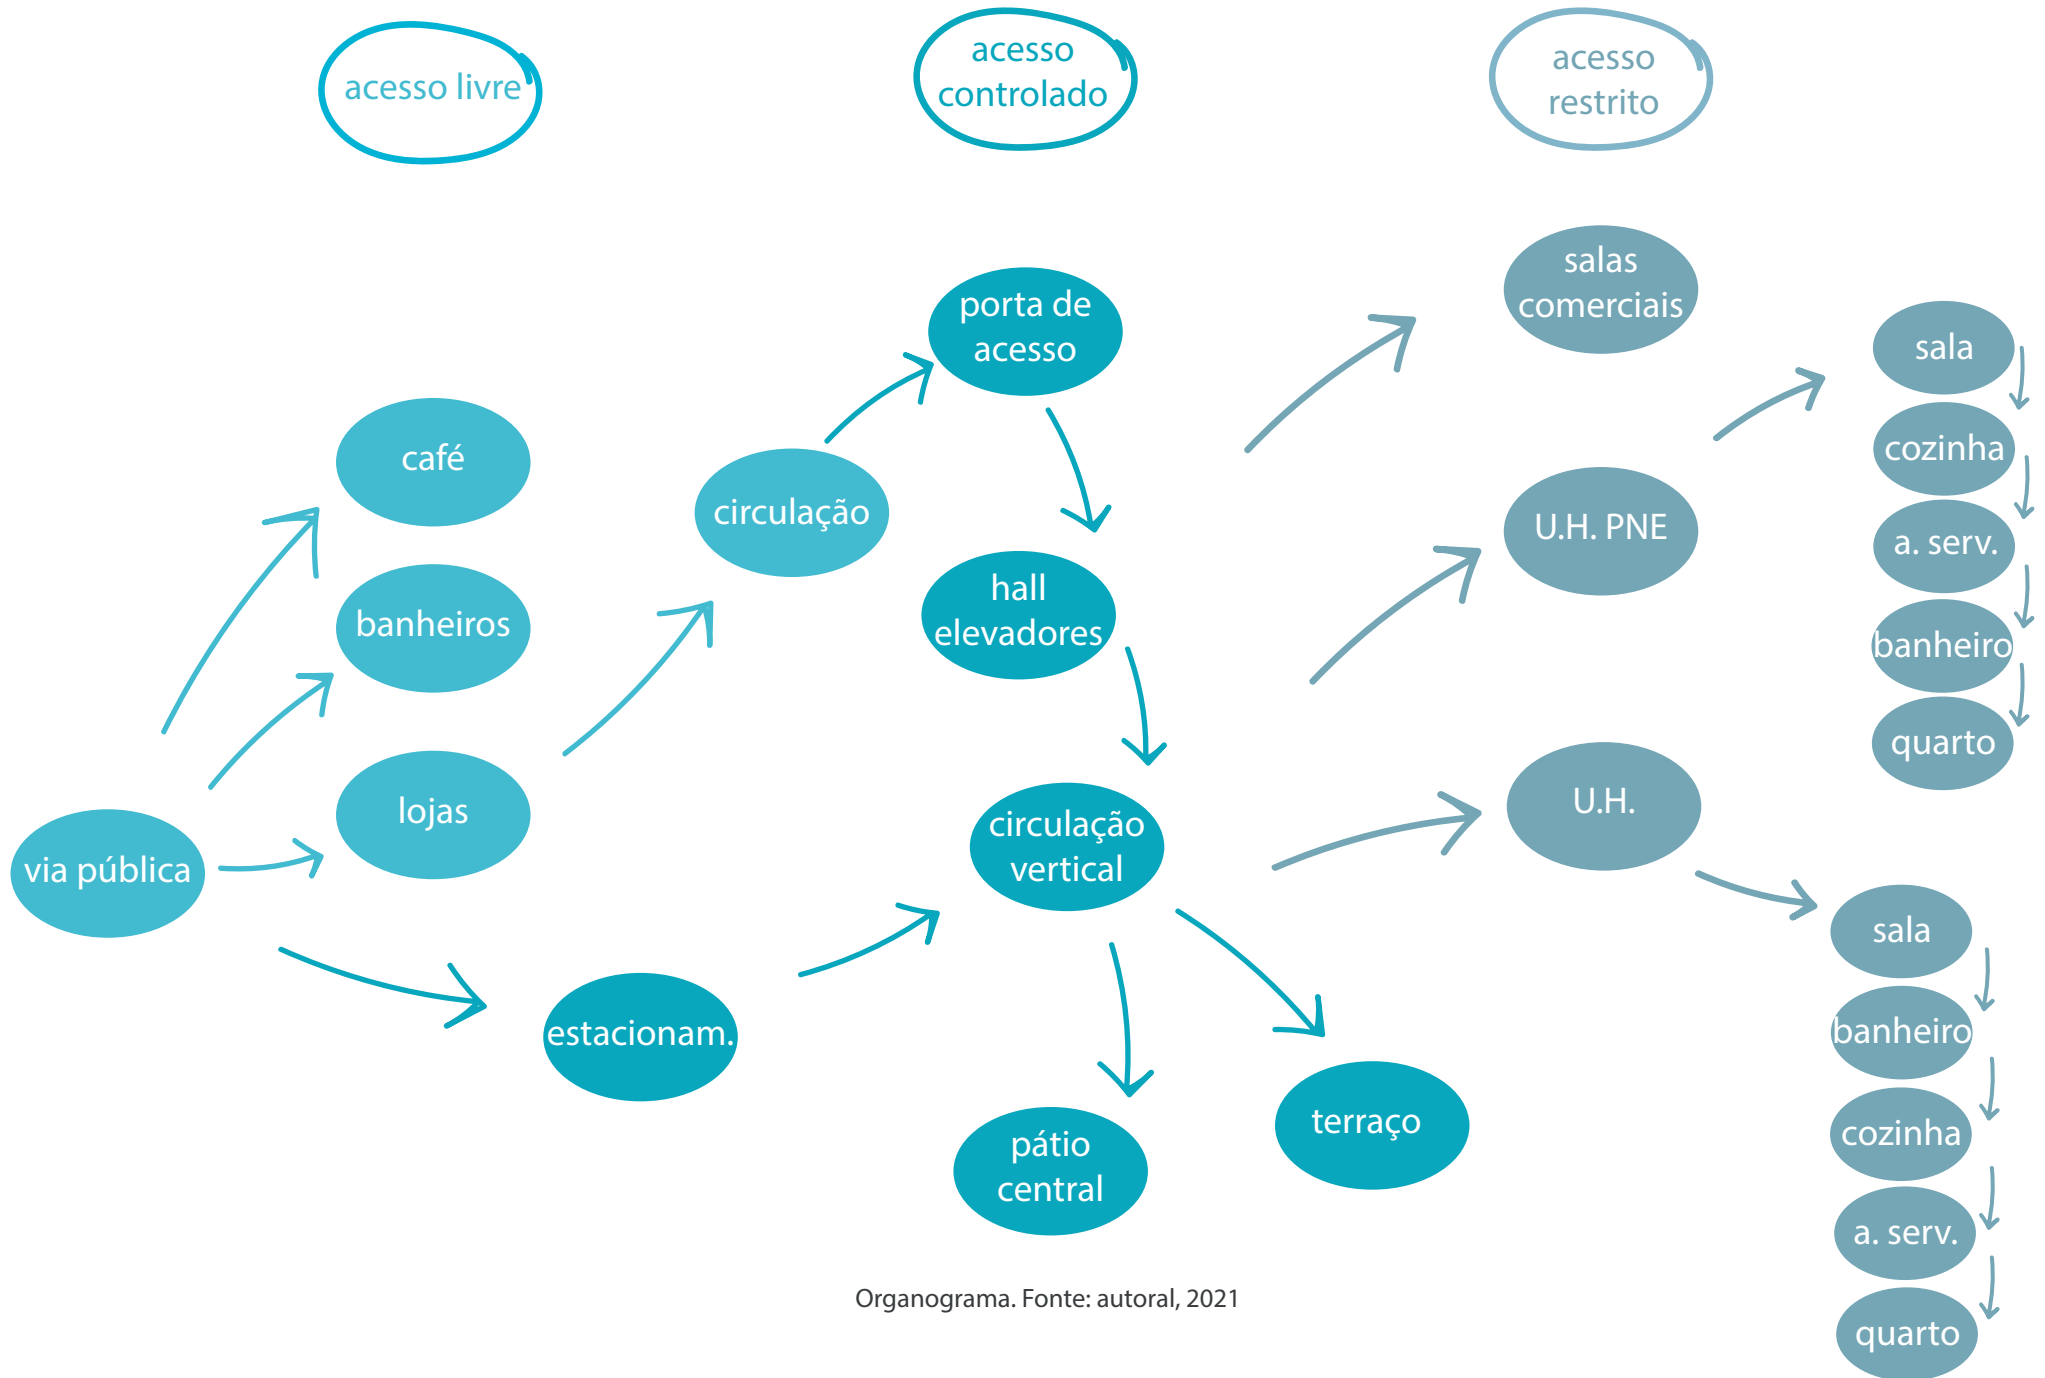 acesso livre
acesso
controlado
acesso
restrito
via pública
café
banheiros
lojas
estacionam.
circulação
porta de
acesso
hall
elevadores
circulação
vertical
pátio
central
terraço
salas
comerciais
U.H. PNE
U.H.
sala
cozinha
a. serv.
banheiro
quarto
sala
banheiro
cozinha
a. serv.
quarto
Organograma. Fonte: autoral, 2021